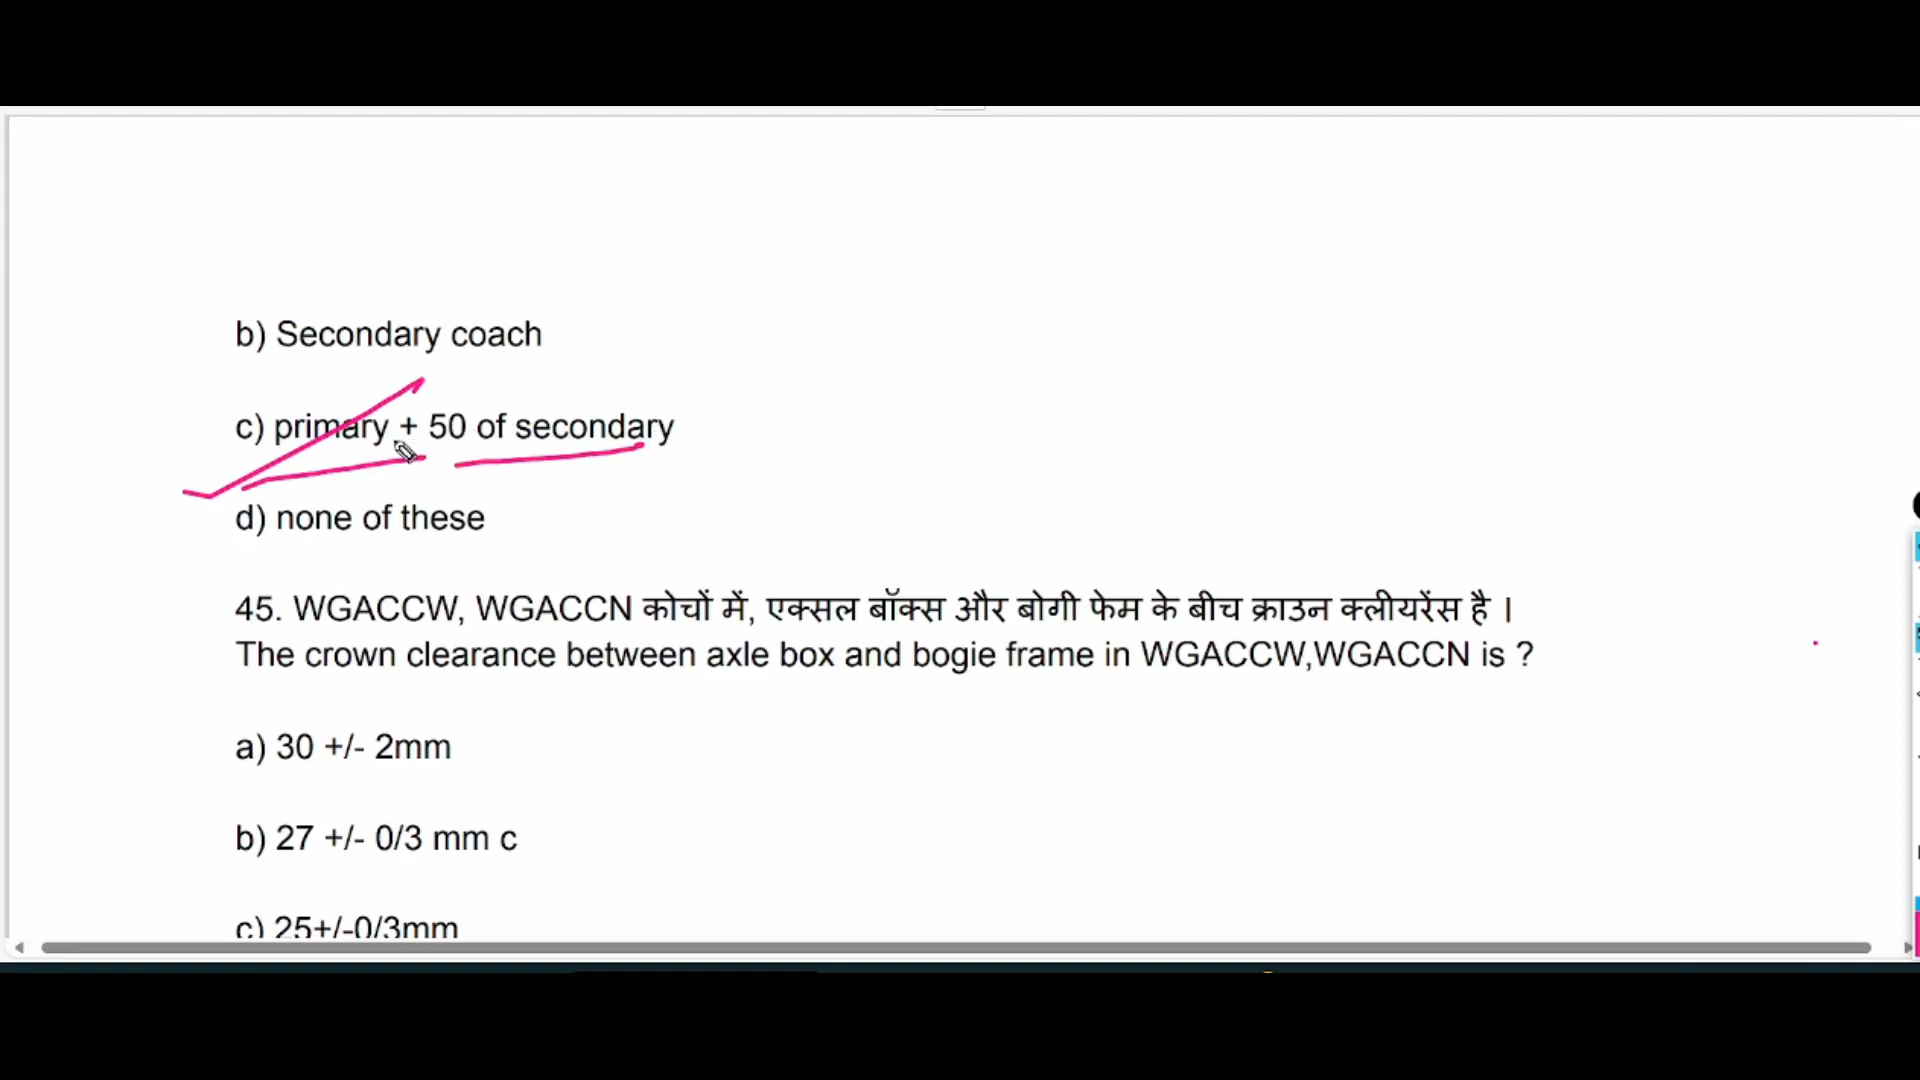 b) Secondary coach
c) primary + 50 of secondary
d) none of these
45. WGACCW, WGACCN कोचों में, एक्सल बॉक्स और बोगी फेम के बीच क्राउन क्लीयरेंस है ।
The crown clearance between axle box and bogie frame in WGACCW,WGACCN is ?
a) 30 +/- 2mm
b) 27 +/- 0/3 mm c
c) 25+/-0/3mm